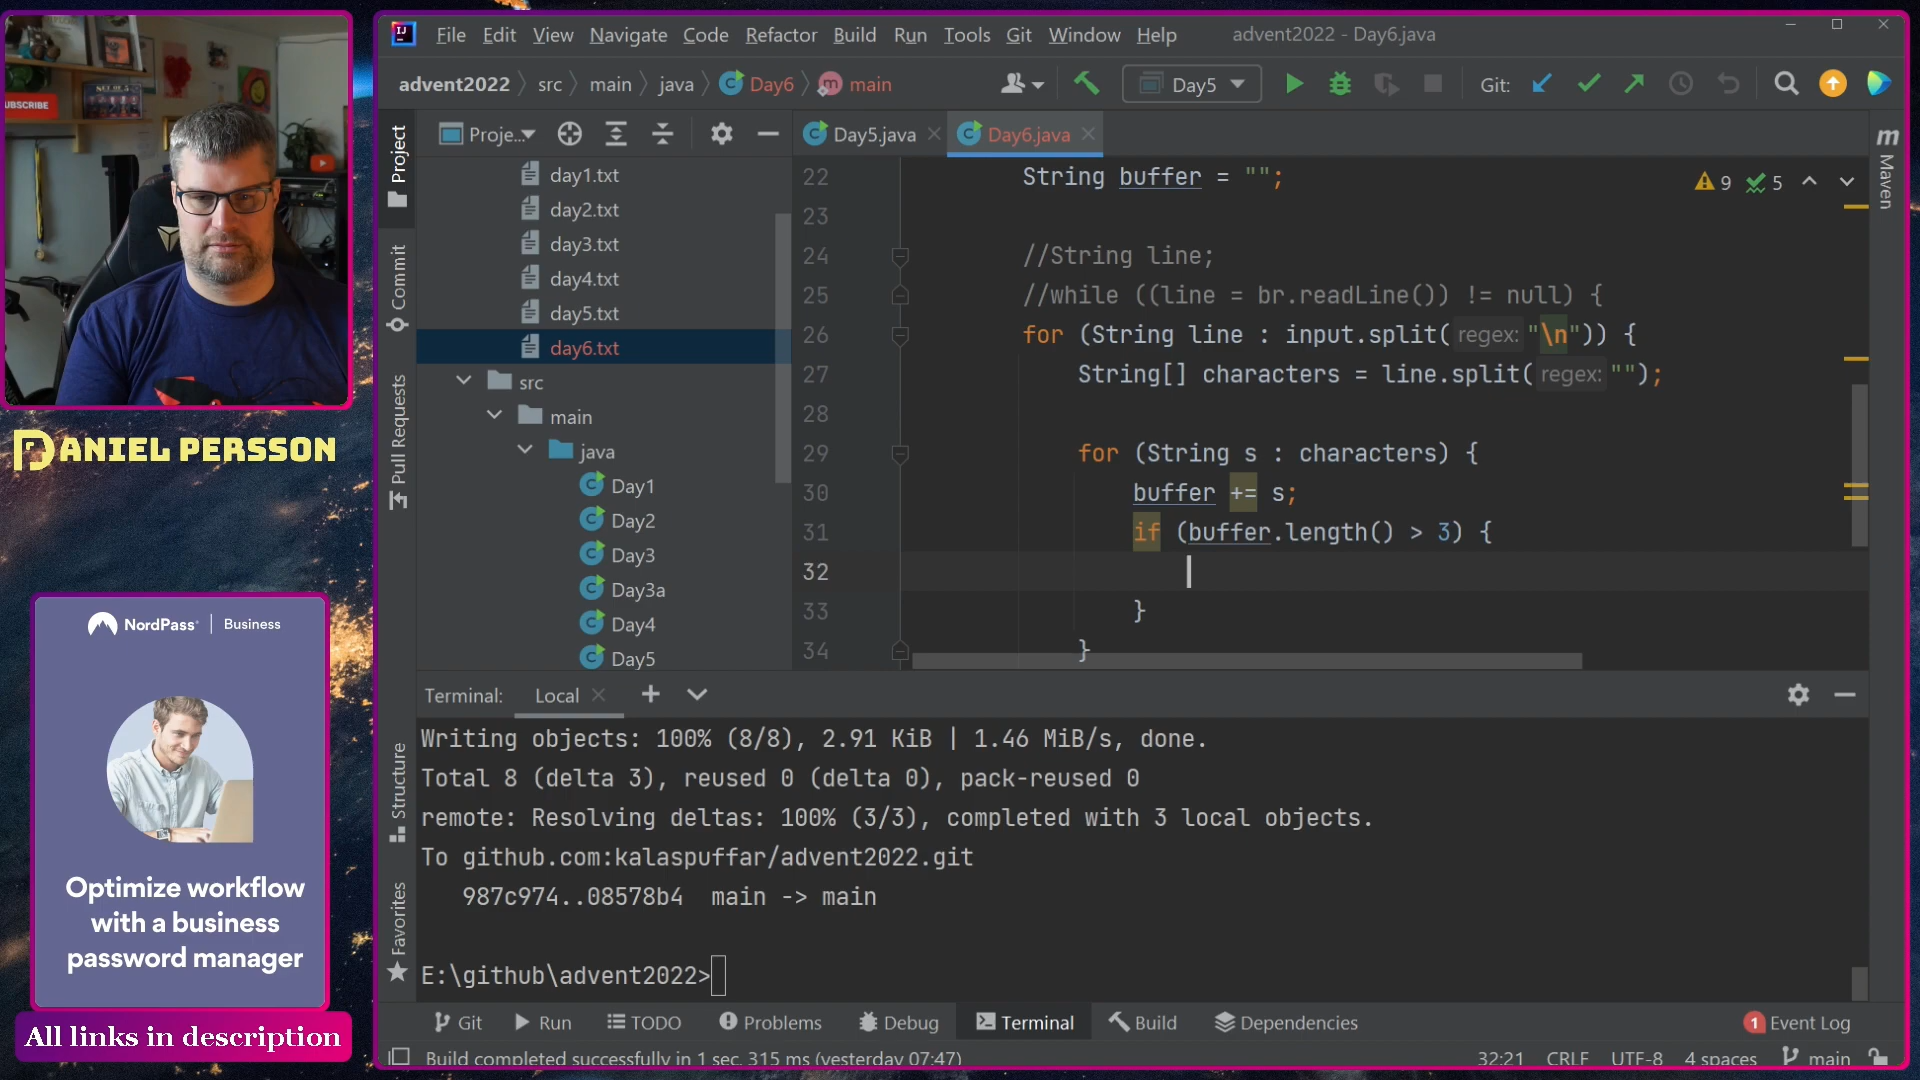 SUBSCRIBE
DANIEL PERSSON
NordPass® | Business
Optimize workflow
with a business
password manager
All links in description
File Edit View Navigate Code Refactor Build Run Tools Git Window Help advent2022 - Day6.java
advent2022 src main java Day6 main Day5 Git:
Project Proje... Day5.java Day6.java
day1.txt
day2.txt
day3.txt
day4.txt
day5.txt
day6.txt
src
main
java
Day1
Day2
Day3
Day3a
Day4
Day5
9 5
22 String buffer = "";
23
24 //String line;
25 //while ((line = br.readLine()) != null) {
26 for (String line : input.split( regex: "\n")) {
27 String[] characters = line.split( regex: "");
28
29 for (String s : characters) {
30 buffer += s;
31 if (buffer.length() > 3) {
32
33 }
34 }
Maven
Commit
Pull Requests
Structure
Favorites
Terminal: Local
Writing objects: 100% (8/8), 2.91 KiB | 1.46 MiB/s, done.
Total 8 (delta 3), reused 0 (delta 0), pack-reused 0
remote: Resolving deltas: 100% (3/3), completed with 3 local objects.
To github.com:kalaspuffar/advent2022.git
987c974..08578b4 main -> main
E:\github\advent2022>
Git Run TODO Problems Debug Terminal Build Dependencies 1 Event Log
Build completed successfully in 1 sec, 315 ms (yesterday 07:47) 32:21 CRLF UTF-8 4 spaces main